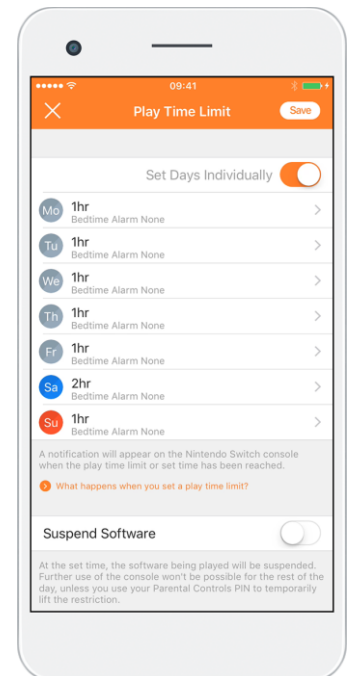 09:41
Play Time Limit
Save
Set Days Individually
Mo 1hr
Bedtime Alarm None
Tu 1hr
Bedtime Alarm None
We 1hr
Bedtime Alarm None
Th 1hr
Bedtime Alarm None
Fr 1hr
Bedtime Alarm None
Sa 2hr
Bedtime Alarm None
Su 1hr
Bedtime Alarm None
A notification will appear on the Nintendo Switch console
when the play time limit or set time has been reached.
What happens when you set a play time limit?
Suspend Software
At the set time, the software being played will be suspended.
Further use of the console won't be possible for the rest of the
day, unless you use your Parental Controls PIN to temporarily
lift the restriction.